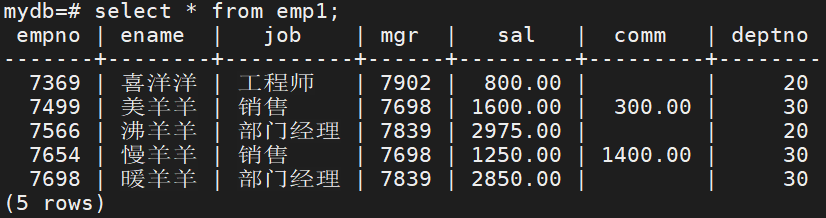 mydb=# select * from emp1;
 empno | ename  |   job    | mgr  |   sal   |  comm   | deptno
-------+--------+----------+------+---------+---------+--------
  7369 | 喜洋洋 | 工程师   | 7902 |  800.00 |         |     20
  7499 | 美羊羊 | 销售     | 7698 | 1600.00 |  300.00 |     30
  7566 | 沸羊羊 | 部门经理 | 7839 | 2975.00 |         |     20
  7654 | 慢羊羊 | 销售     | 7698 | 1250.00 | 1400.00 |     30
  7698 | 暖羊羊 | 部门经理 | 7839 | 2850.00 |         |     30
(5 rows)